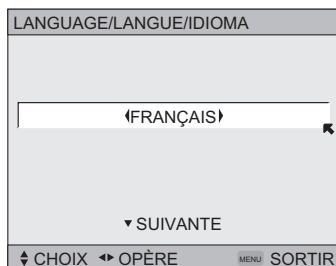 LANGUAGE/LANGUE/IDIOMA
FRANÇAIS
SUIVANTE
CHOIX OPÈRE MENU SORTIR